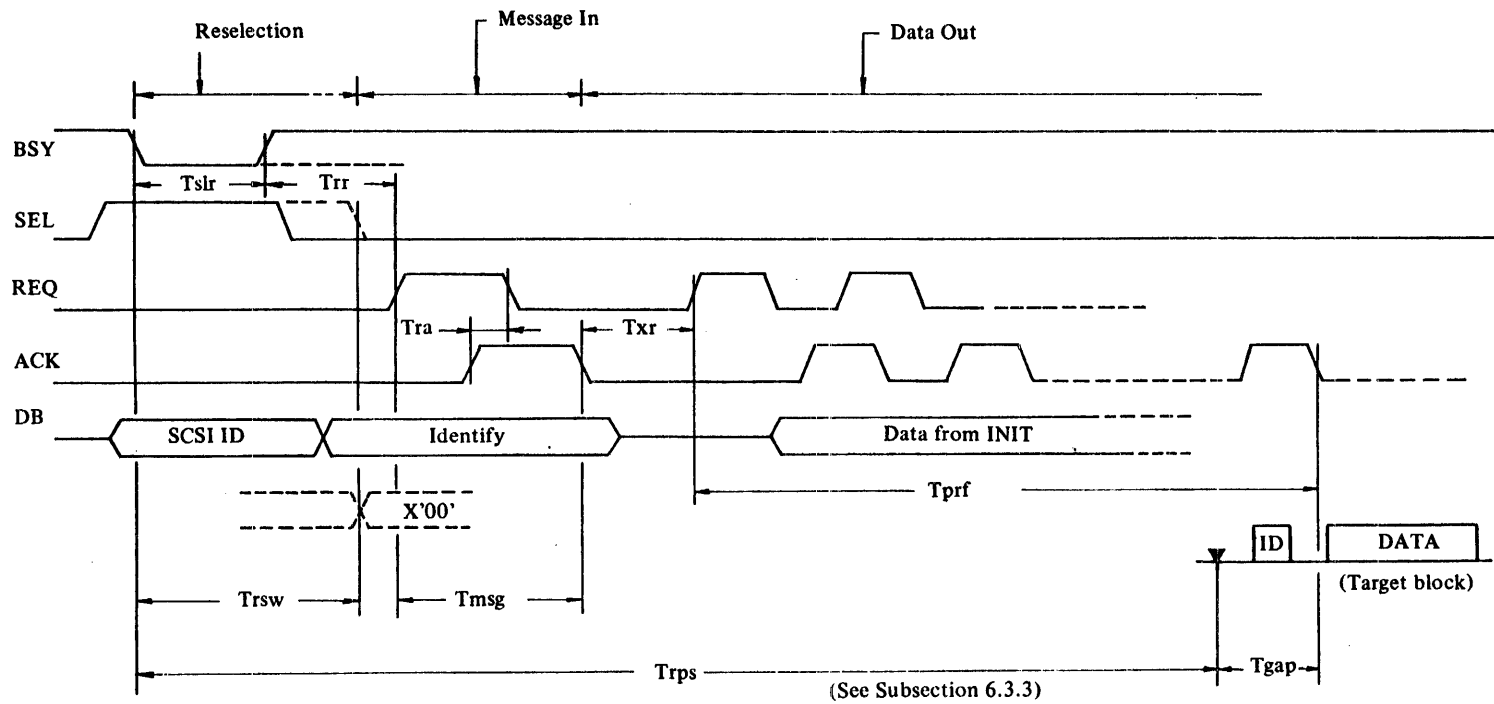 Reselection
Message In
Data Out
BSY
Tslr
Trr
SEL
REQ
Tra
Txr
ACK
DB
SCSI ID
Identify
Data from INIT
Tprf
X'00'
ID
DATA
(Target block)
Trsw
Tmsg
Trps
Tgap
(See Subsection 6.3.3)